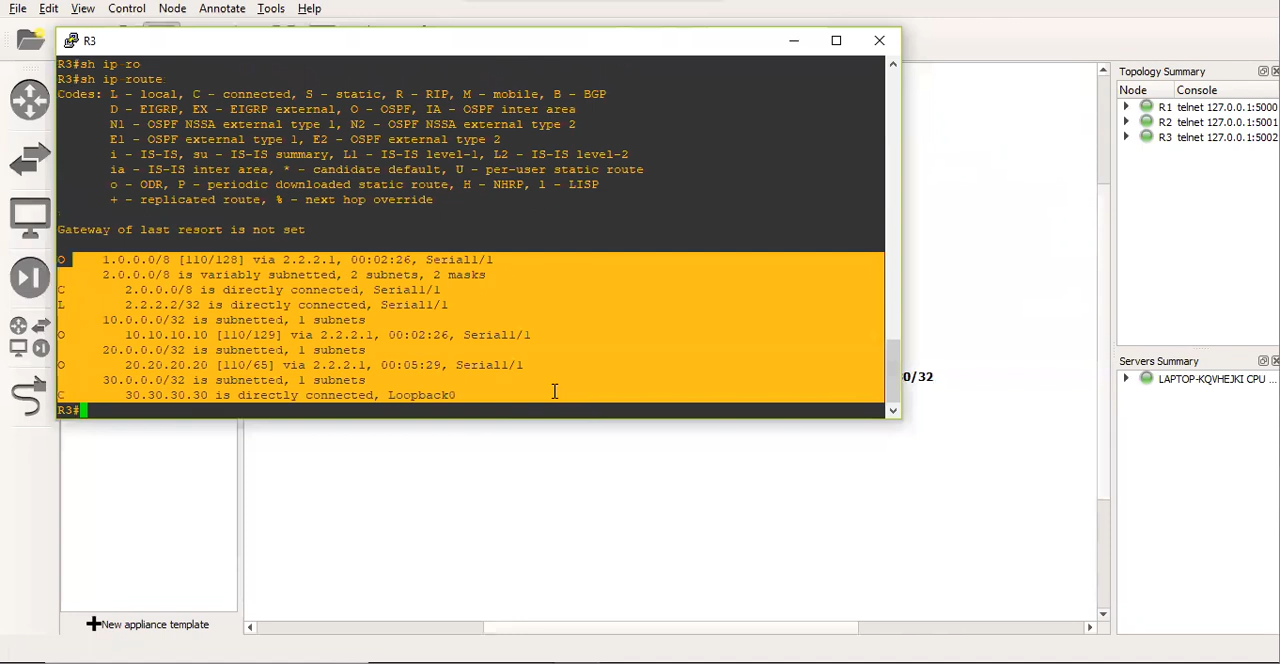 File Edit View Control Node Annotate Tools Help
R3
R3#sh ip ro
R3#sh ip route
Codes: L - local, C - connected, S - static, R - RIP, M - mobile, B - BGP
D - EIGRP, EX - EIGRP external, O - OSPF, IA - OSPF inter area
N1 - OSPF NSSA external type 1, N2 - OSPF NSSA external type 2
E1 - OSPF external type 1, E2 - OSPF external type 2
i - IS-IS, su - IS-IS summary, L1 - IS-IS level-1, L2 - IS-IS level-2
ia - IS-IS inter area, * - candidate default, U - per-user static route
o - ODR, P - periodic downloaded static route, H - NHRP, l - LISP
+ - replicated route, % - next hop override
Gateway of last resort is not set
O 1.0.0.0/8 [110/128] via 2.2.2.1, 00:02:26, Serial1/1
2.0.0.0/8 is variably subnetted, 2 subnets, 2 masks
C 2.0.0.0/8 is directly connected, Serial1/1
L 2.2.2.2/32 is directly connected, Serial1/1
10.0.0.0/32 is subnetted, 1 subnets
O 10.10.10.10 [110/129] via 2.2.2.1, 00:02:26, Serial1/1
20.0.0.0/32 is subnetted, 1 subnets
O 20.20.20.20 [110/65] via 2.2.2.1, 00:05:29, Serial1/1
30.0.0.0/32 is subnetted, 1 subnets
C 30.30.30.30 is directly connected, Loopback0
R3#
0/32
New appliance template
Topology Summary
Node Console
R1 telnet 127.0.0.1:5000
R2 telnet 127.0.0.1:5001
R3 telnet 127.0.0.1:5002
Servers Summary
LAPTOP-KQVHEJKI CPU ...